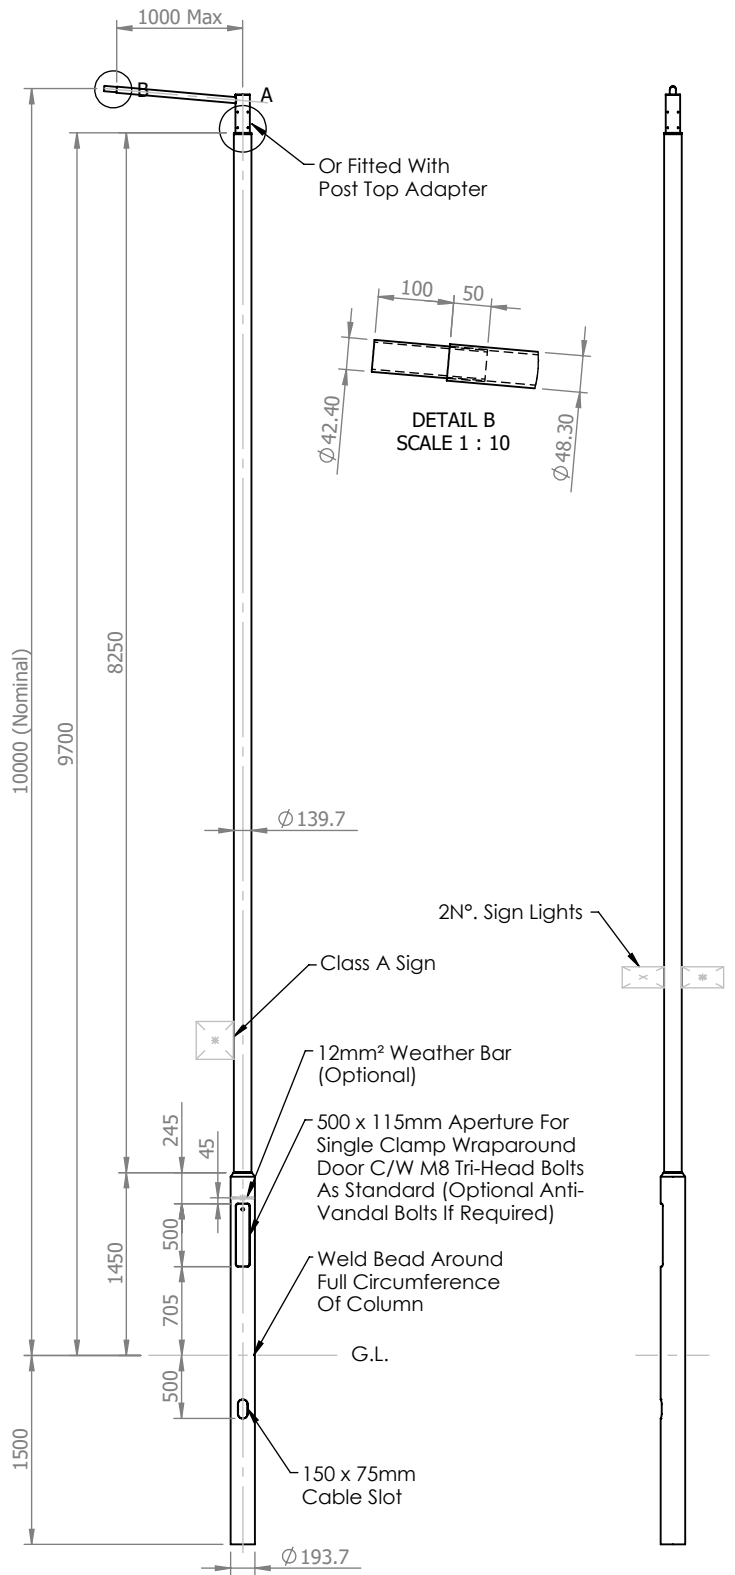 1000 Max
B
A
Or Fitted With
Post Top Adapter
100
50
Ø42.40
Ø48.30
DETAIL B
SCALE 1 : 10
10000 (Nominal)
9700
8250
Ø139.7
2N°. Sign Lights
Class A Sign
12mm² Weather Bar
(Optional)
245
45
500 x 115mm Aperture For
Single Clamp Wraparound
Door C/W M8 Tri-Head Bolts
As Standard (Optional Anti-
Vandal Bolts If Required)
500
1450
705
Weld Bead Around
Full Circumference
Of Column
G.L.
500
1500
150 x 75mm
Cable Slot
Ø193.7